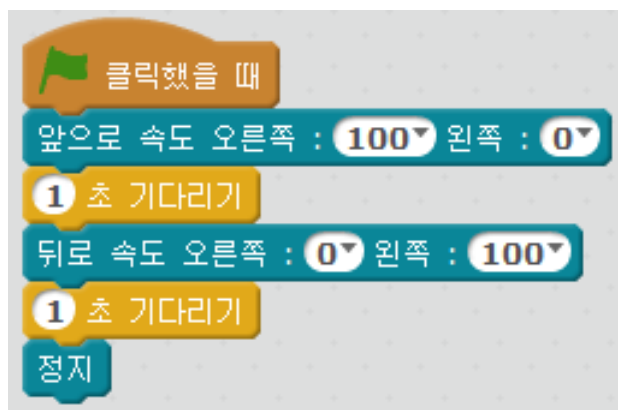 클릭했을 때
앞으로 속도 오른쪽 : 100 왼쪽 : 0
1 초 기다리기
뒤로 속도 오른쪽 : 0 왼쪽 : 100
1 초 기다리기
정지